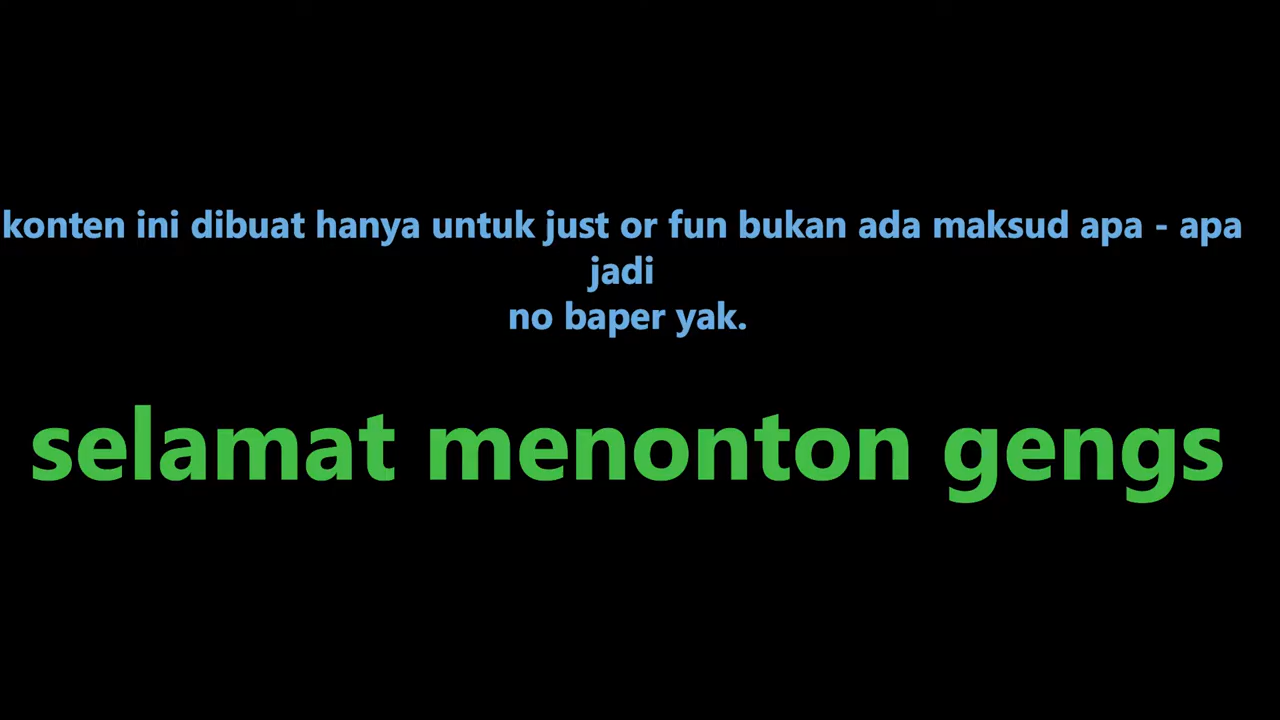 konten ini dibuat hanya untuk just or fun bukan ada maksud apa - apa
jadi
no baper yak.
selamat menonton gengs